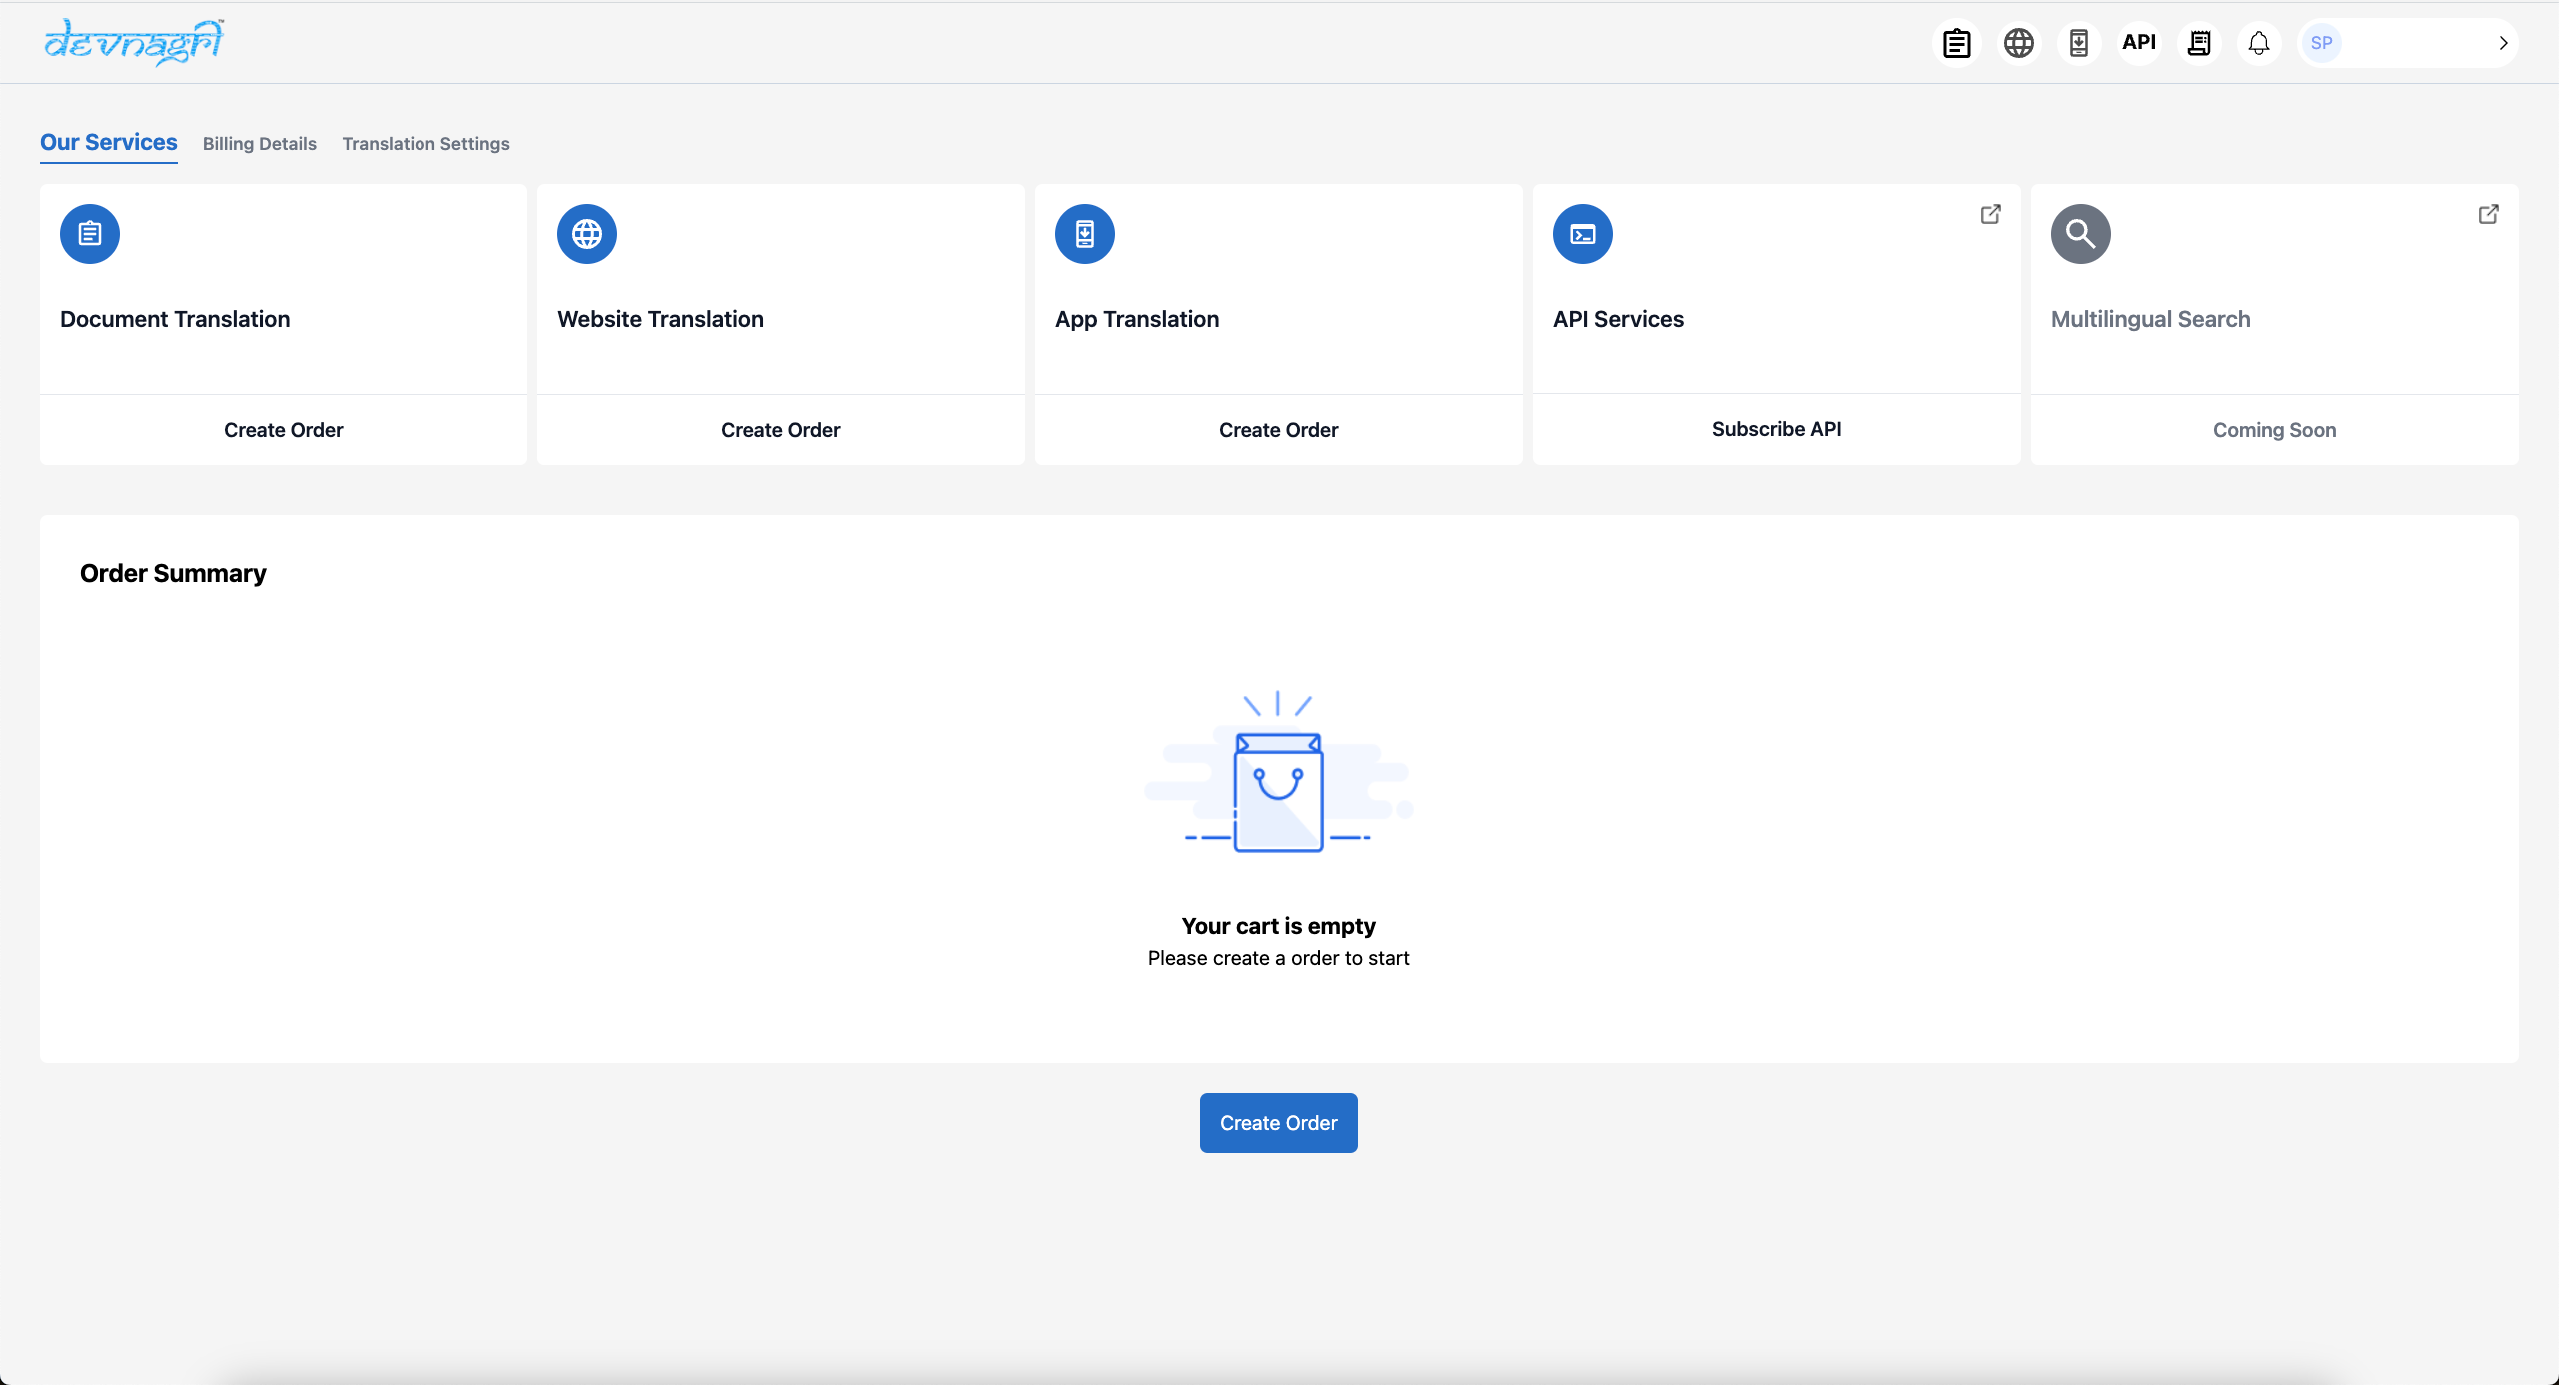 devnagri™
API
SP
Our Services
Billing Details
Translation Settings
Document Translation
Create Order
Website Translation
Create Order
App Translation
Create Order
API Services
Subscribe API
Multilingual Search
Coming Soon
Order Summary
Your cart is empty
Please create a order to start
Create Order